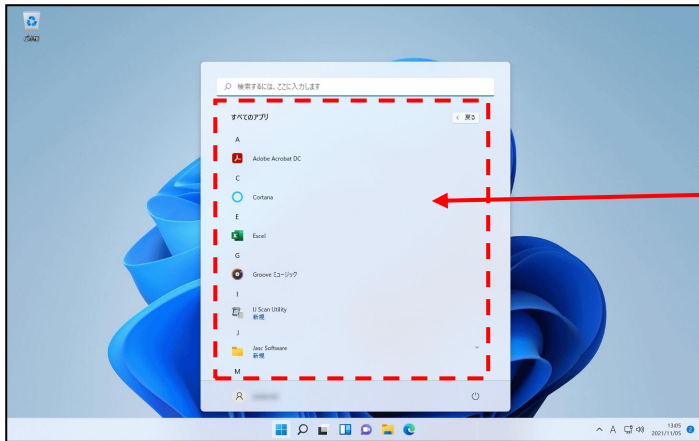 ごみ箱
検索するには、ここに入力します
すべてのアプリ
< 戻る
A
Adobe Acrobat DC
C
Cortana
E
Excel
G
Groove ミュージック
I
IJ Scan Utility
新規
J
Jasc Software
新規
M
A
13:05
2021/11/05
2